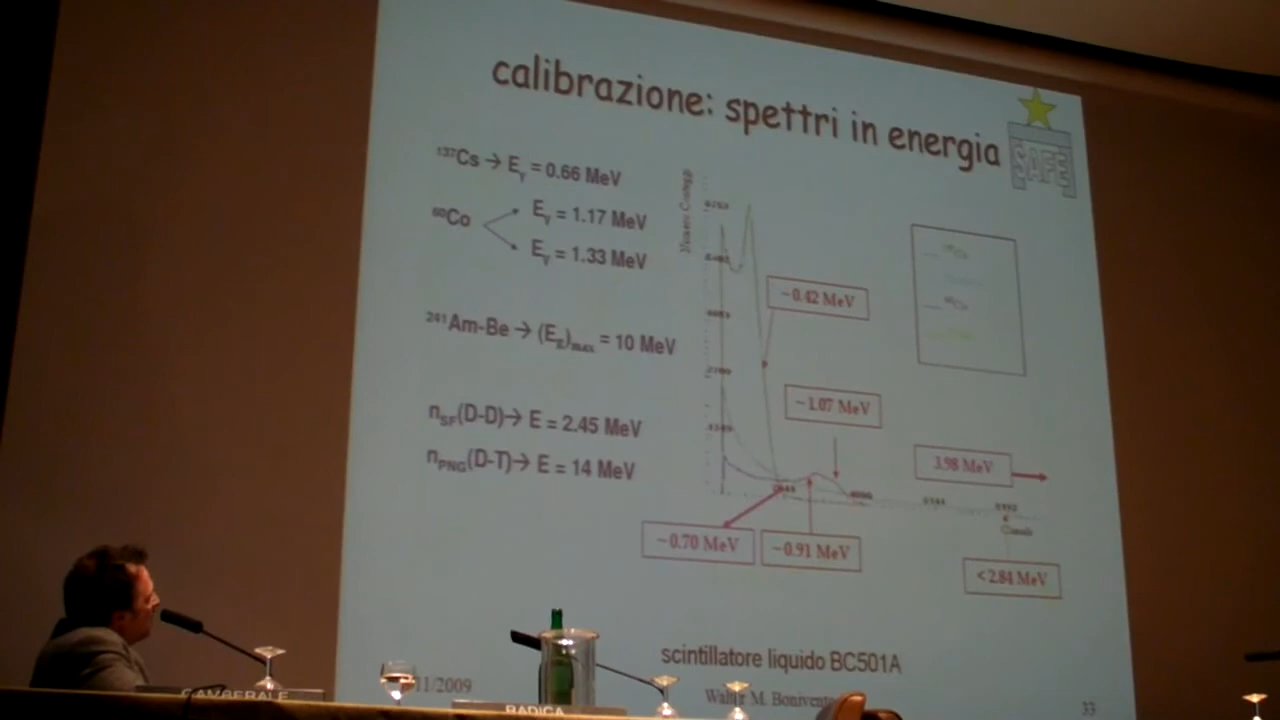 calibrazione: spettri in energia
SAFE
¹³⁷Cs → Eγ = 0.66 MeV
⁶⁰Co
Eγ = 1.17 MeV
Eγ = 1.33 MeV
²⁴¹Am-Be → (Eg)max = 10 MeV
nSF(D-D)→ E = 2.45 MeV
nPNG(D-T)→ E = 14 MeV
~0.42 MeV
~1.07 MeV
3.98 MeV
~0.70 MeV
~0.91 MeV
<2.84 MeV
⁶⁰Co
scintillatore liquido BC501A
11/2009
Walter M. Bonivento
33
GAMBERALE
RADICA